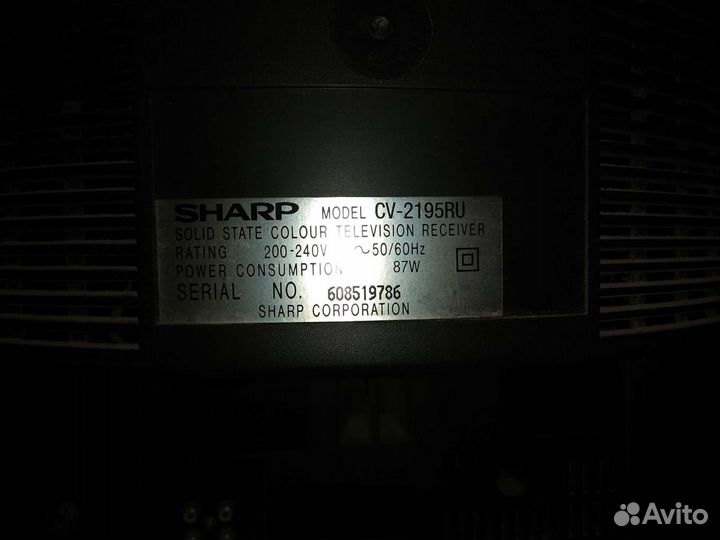 SHARP MODEL CV-2195RU
SOLID STATE COLOUR TELEVISION RECEIVER
RATING 200-240V ~50/60Hz
POWER CONSUMPTION 87W
SERIAL NO. 608519786
SHARP CORPORATION
Avito